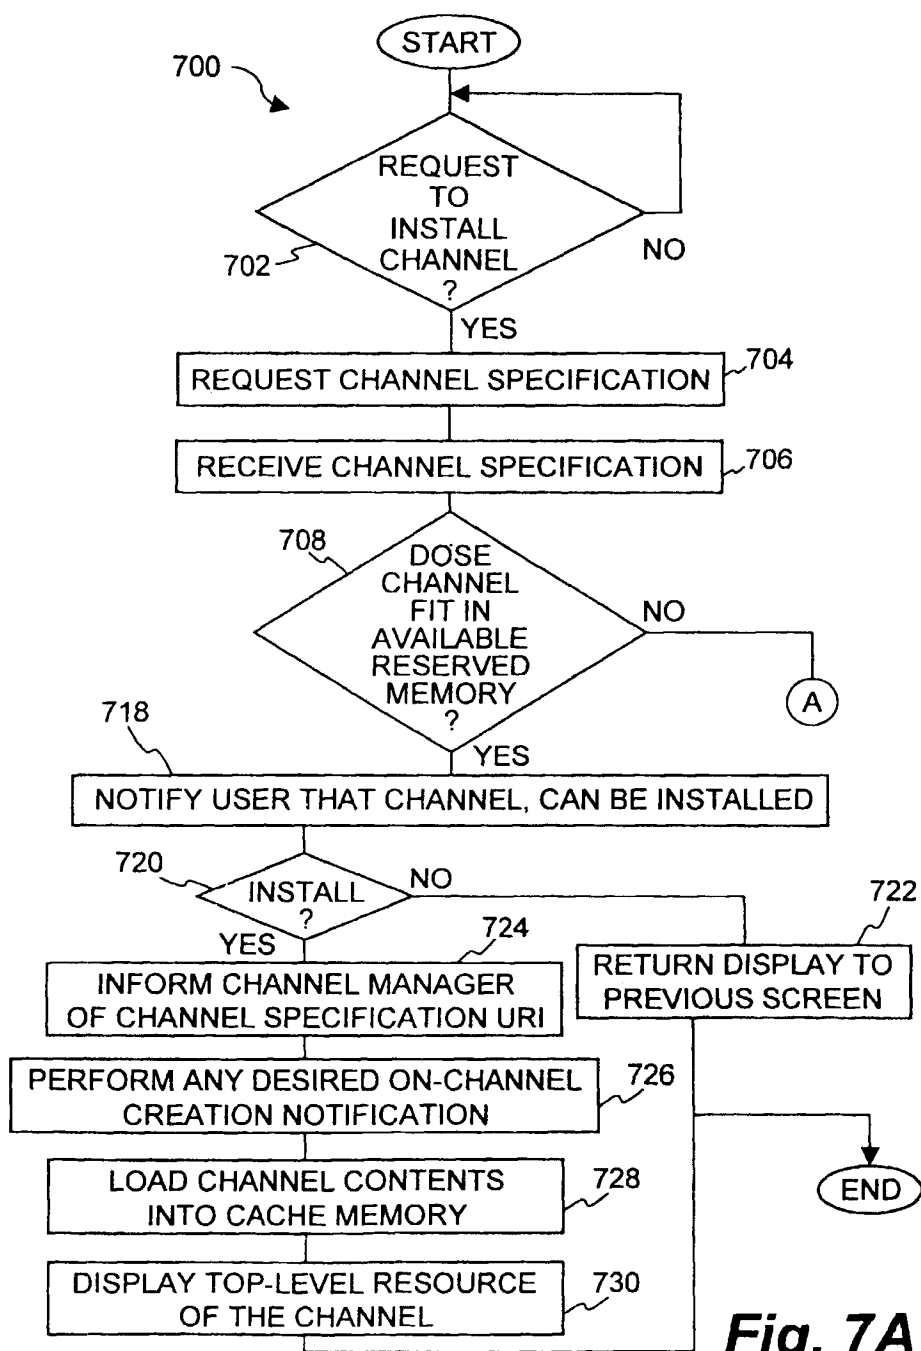 START
700
REQUEST
TO
INSTALL
CHANNEL
?
702
NO
YES
REQUEST CHANNEL SPECIFICATION
704
RECEIVE CHANNEL SPECIFICATION
706
708
DOSE
CHANNEL
FIT IN
AVAILABLE
RESERVED
MEMORY
?
NO
A
718
YES
NOTIFY USER THAT CHANNEL, CAN BE INSTALLED
720
INSTALL
?
NO
YES
724
722
INFORM CHANNEL MANAGER
OF CHANNEL SPECIFICATION URI
RETURN DISPLAY TO
PREVIOUS SCREEN
PERFORM ANY DESIRED ON-CHANNEL
CREATION NOTIFICATION
726
LOAD CHANNEL CONTENTS
INTO CACHE MEMORY
728
END
DISPLAY TOP-LEVEL RESOURCE
OF THE CHANNEL
730
Fig. 7A